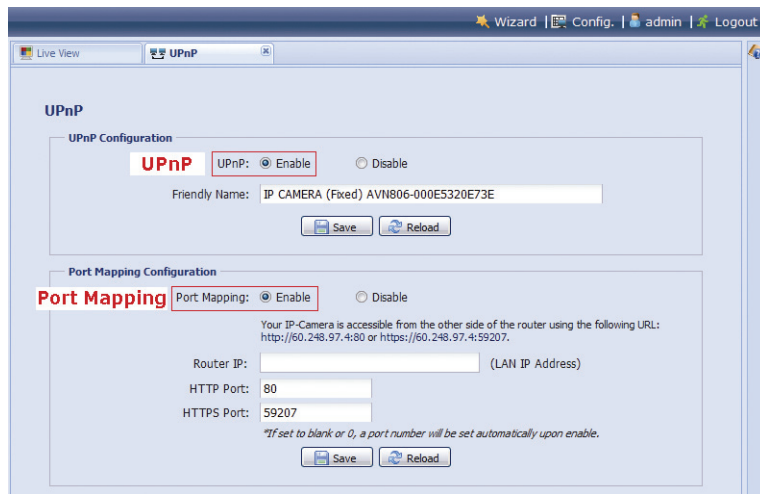 Wizard | Config. | admin | Logout
Live View
UPnP
UPnP
UPnP Configuration
UPnP UPnP: Enable Disable
Friendly Name: IP CAMERA (Fixed) AVN806-000E5320E73E
Save Reload
Port Mapping Configuration
Port Mapping Port Mapping: Enable Disable
Your IP-Camera is accessible from the other side of the router using the following URL:
http://60.248.97.4:80 or https://60.248.97.4:59207.
Router IP: (LAN IP Address)
HTTP Port: 80
HTTPS Port: 59207
*If set to blank or 0, a port number will be set automatically upon enable.
Save Reload